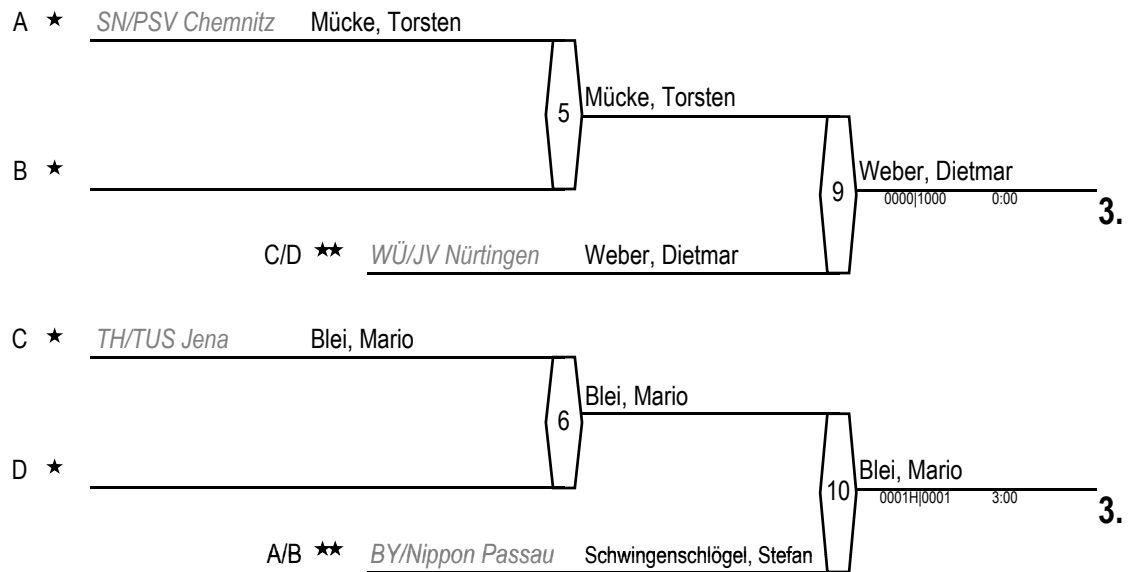 A ★ SN/PSV Chemnitz Mücke, Torsten
5 Mücke, Torsten
B ★
9 Weber, Dietmar
0000|1000 0:00
3.
C/D ★★ WÜ/JV Nürtingen Weber, Dietmar
C ★ TH/TUS Jena Blei, Mario
6 Blei, Mario
D ★
10 Blei, Mario
0001H|0001 3:00
3.
A/B ★★ BY/Nippon Passau Schwingenschlögel, Stefan